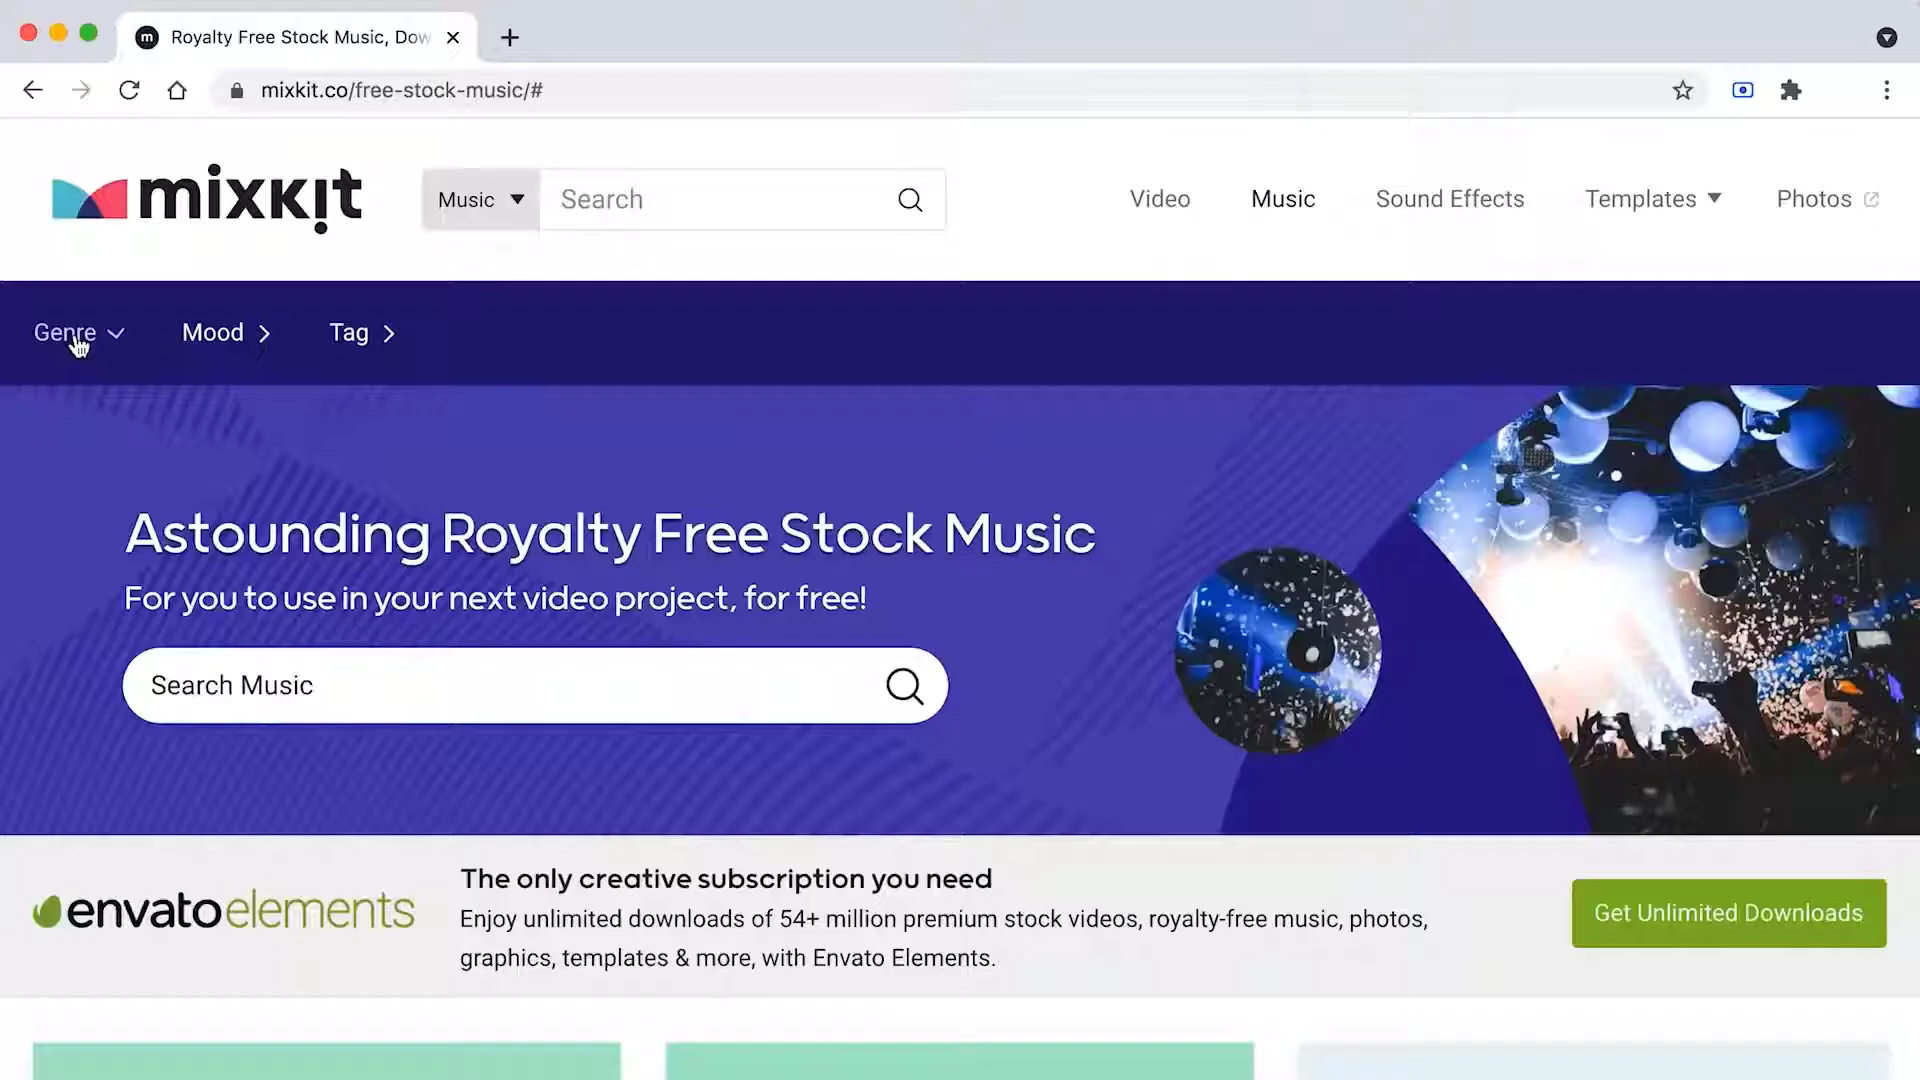 m Royalty Free Stock Music, Dow
mixkit.co/free-stock-music/#
mixkit
Music
Search
Video
Music
Sound Effects
Templates
Photos
Genre
Mood
Tag
Astounding Royalty Free Stock Music
For you to use in your next video project, for free!
Search Music
envatoelements
The only creative subscription you need
Enjoy unlimited downloads of 54+ million premium stock videos, royalty-free music, photos,
graphics, templates & more, with Envato Elements.
Get Unlimited Downloads